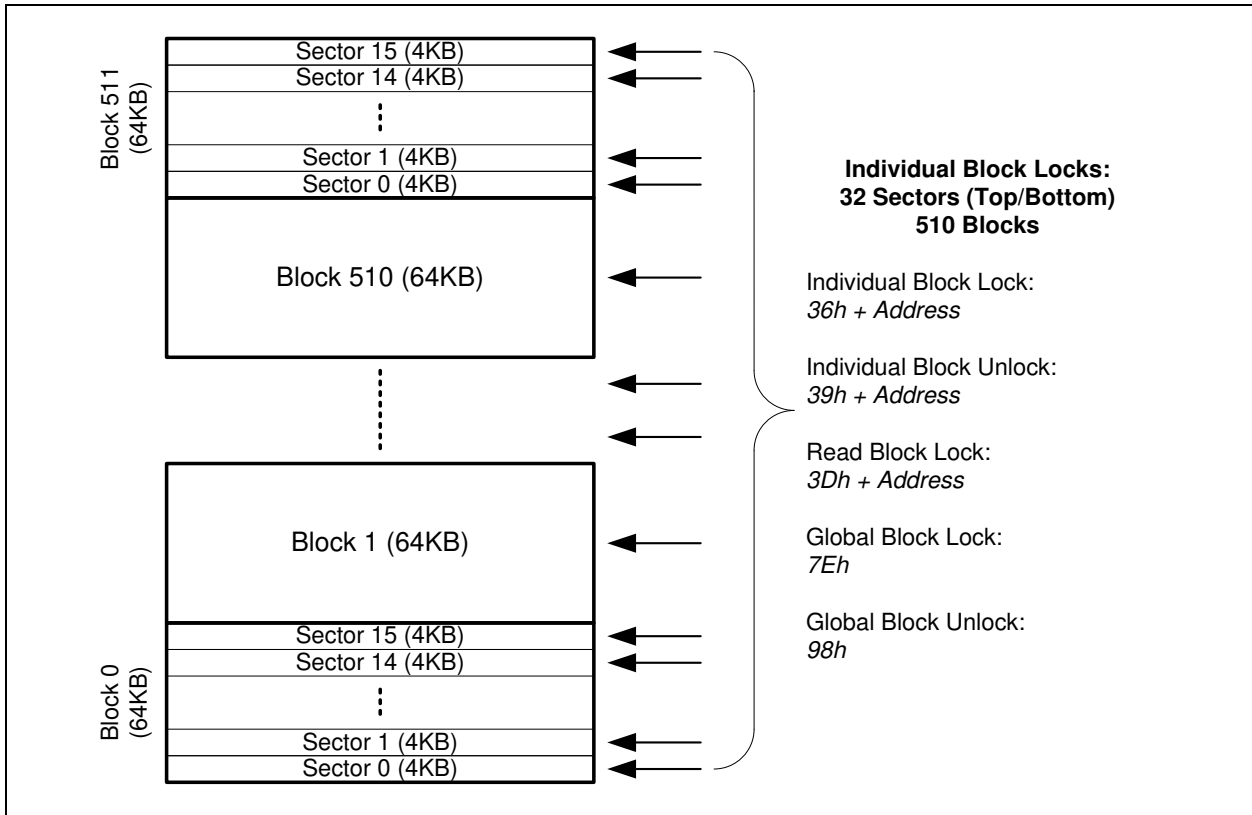 Block 511
(64KB)
Sector 15 (4KB)
Sector 14 (4KB)
Sector 1 (4KB)
Sector 0 (4KB)
Block 510 (64KB)
Block 1 (64KB)
Block 0
(64KB)
Sector 15 (4KB)
Sector 14 (4KB)
Sector 1 (4KB)
Sector 0 (4KB)
Individual Block Locks:
32 Sectors (Top/Bottom)
510 Blocks
Individual Block Lock:
36h + Address
Individual Block Unlock:
39h + Address
Read Block Lock:
3Dh + Address
Global Block Lock:
7Eh
Global Block Unlock:
98h